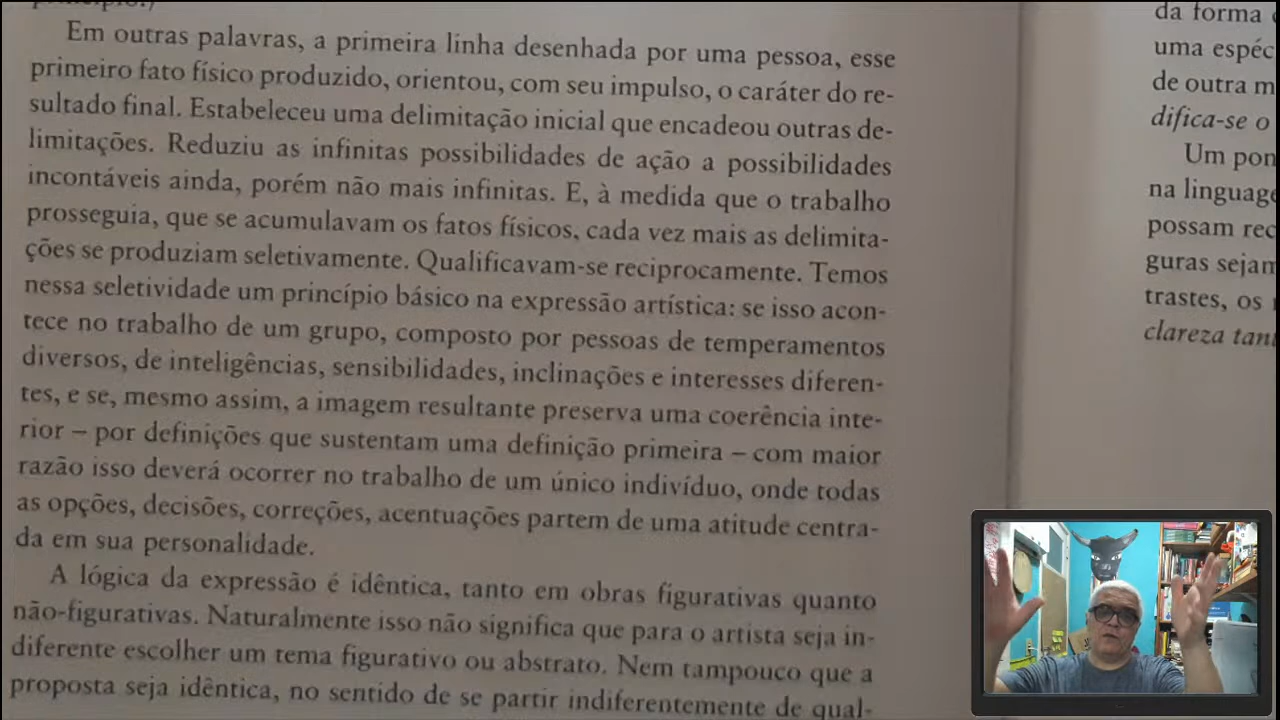 Em outras palavras, a primeira linha desenhada por uma pessoa, esse
primeiro fato físico produzido, orientou, com seu impulso, o caráter do re-
sultado final. Estabeleceu uma delimitação inicial que encadeou outras de-
limitações. Reduziu as infinitas possibilidades de ação a possibilidades
incontáveis ainda, porém não mais infinitas. E, à medida que o trabalho
prosseguia, que se acumulavam os fatos físicos, cada vez mais as delimita-
ções se produziam seletivamente. Qualificavam-se reciprocamente. Temos
nessa seletividade um princípio básico na expressão artística: se isso acon-
tece no trabalho de um grupo, composto por pessoas de temperamentos
diversos, de inteligências, sensibilidades, inclinações e interesses diferen-
tes, e se, mesmo assim, a imagem resultante preserva uma coerência inte-
rior – por definições que sustentam uma definição primeira – com maior
razão isso deverá ocorrer no trabalho de um único indivíduo, onde todas
as opções, decisões, correções, acentuações partem de uma atitude centra-
da em sua personalidade.
A lógica da expressão é idêntica, tanto em obras figurativas quanto
não-figurativas. Naturalmente isso não significa que para o artista seja in-
diferente escolher um tema figurativo ou abstrato. Nem tampouco que a
proposta seja idêntica, no sentido de se partir indiferentemente de qual-
da forma
uma espéc
de outra m
difica-se o
Um pon
na linguage
possam rec
guras sejam
trastes, os
clareza tant